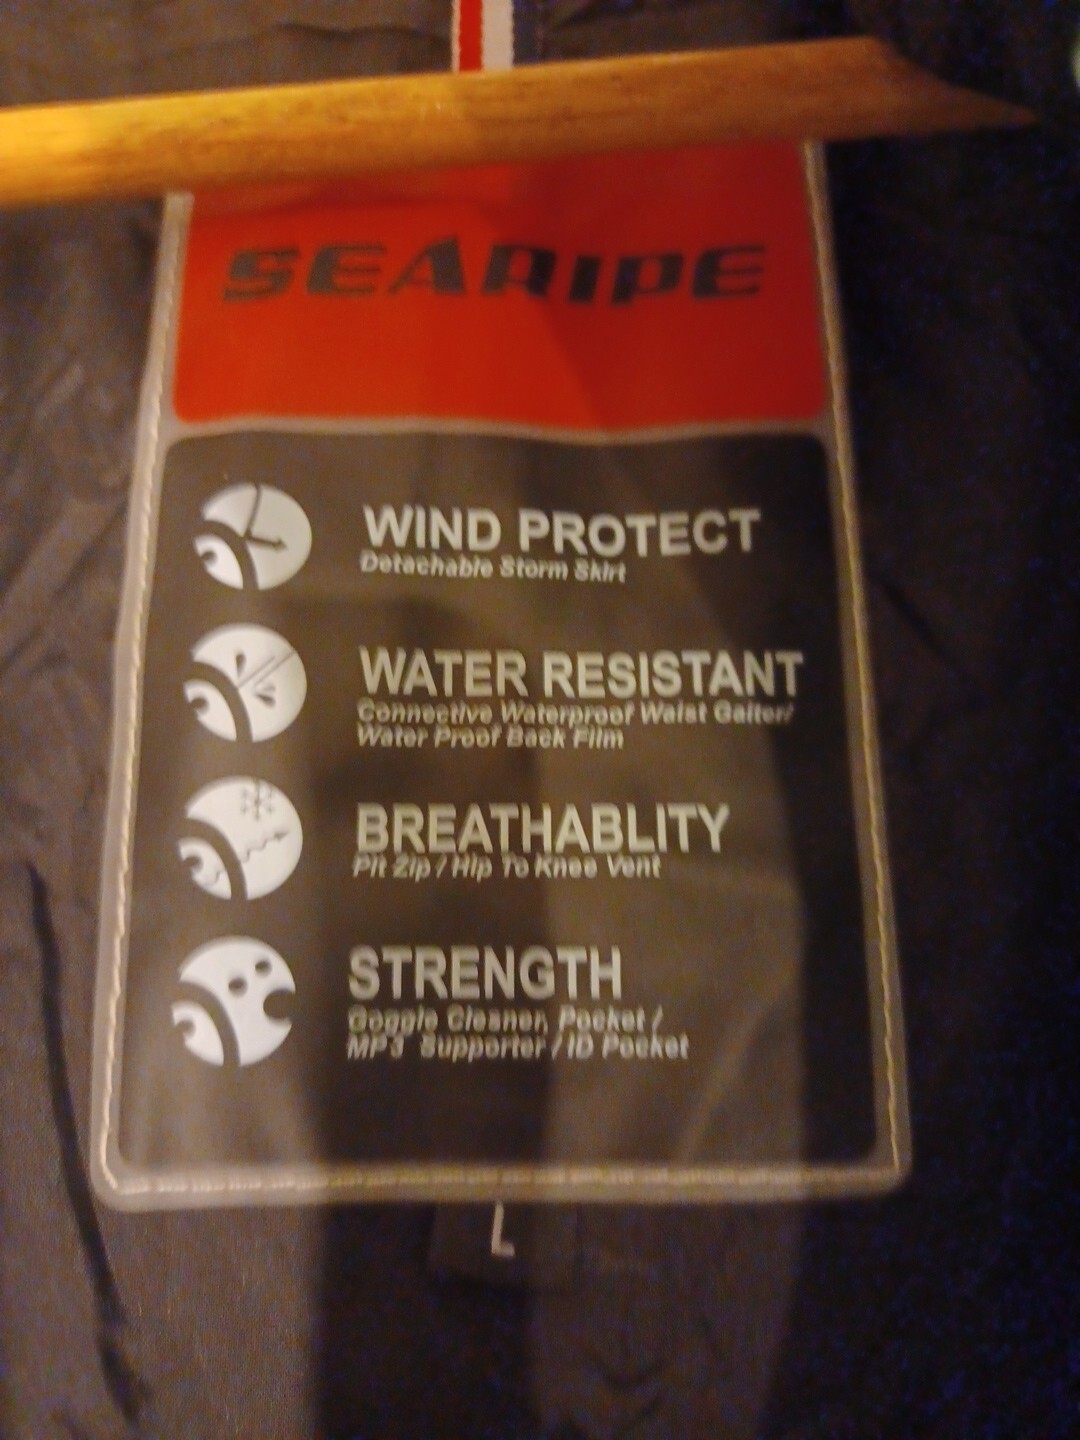 SEARIPE
WIND PROTECT
Detachable Storm Skirt
WATER RESISTANT
Connective Waterproof Waist Gaiter/
Water Proof Back Film
BREATHABLITY
Pit Zip / Hip To Knee Vent
STRENGTH
Goggle Cleaner, Pocket /
MP3 Supporter / ID Pocket
L